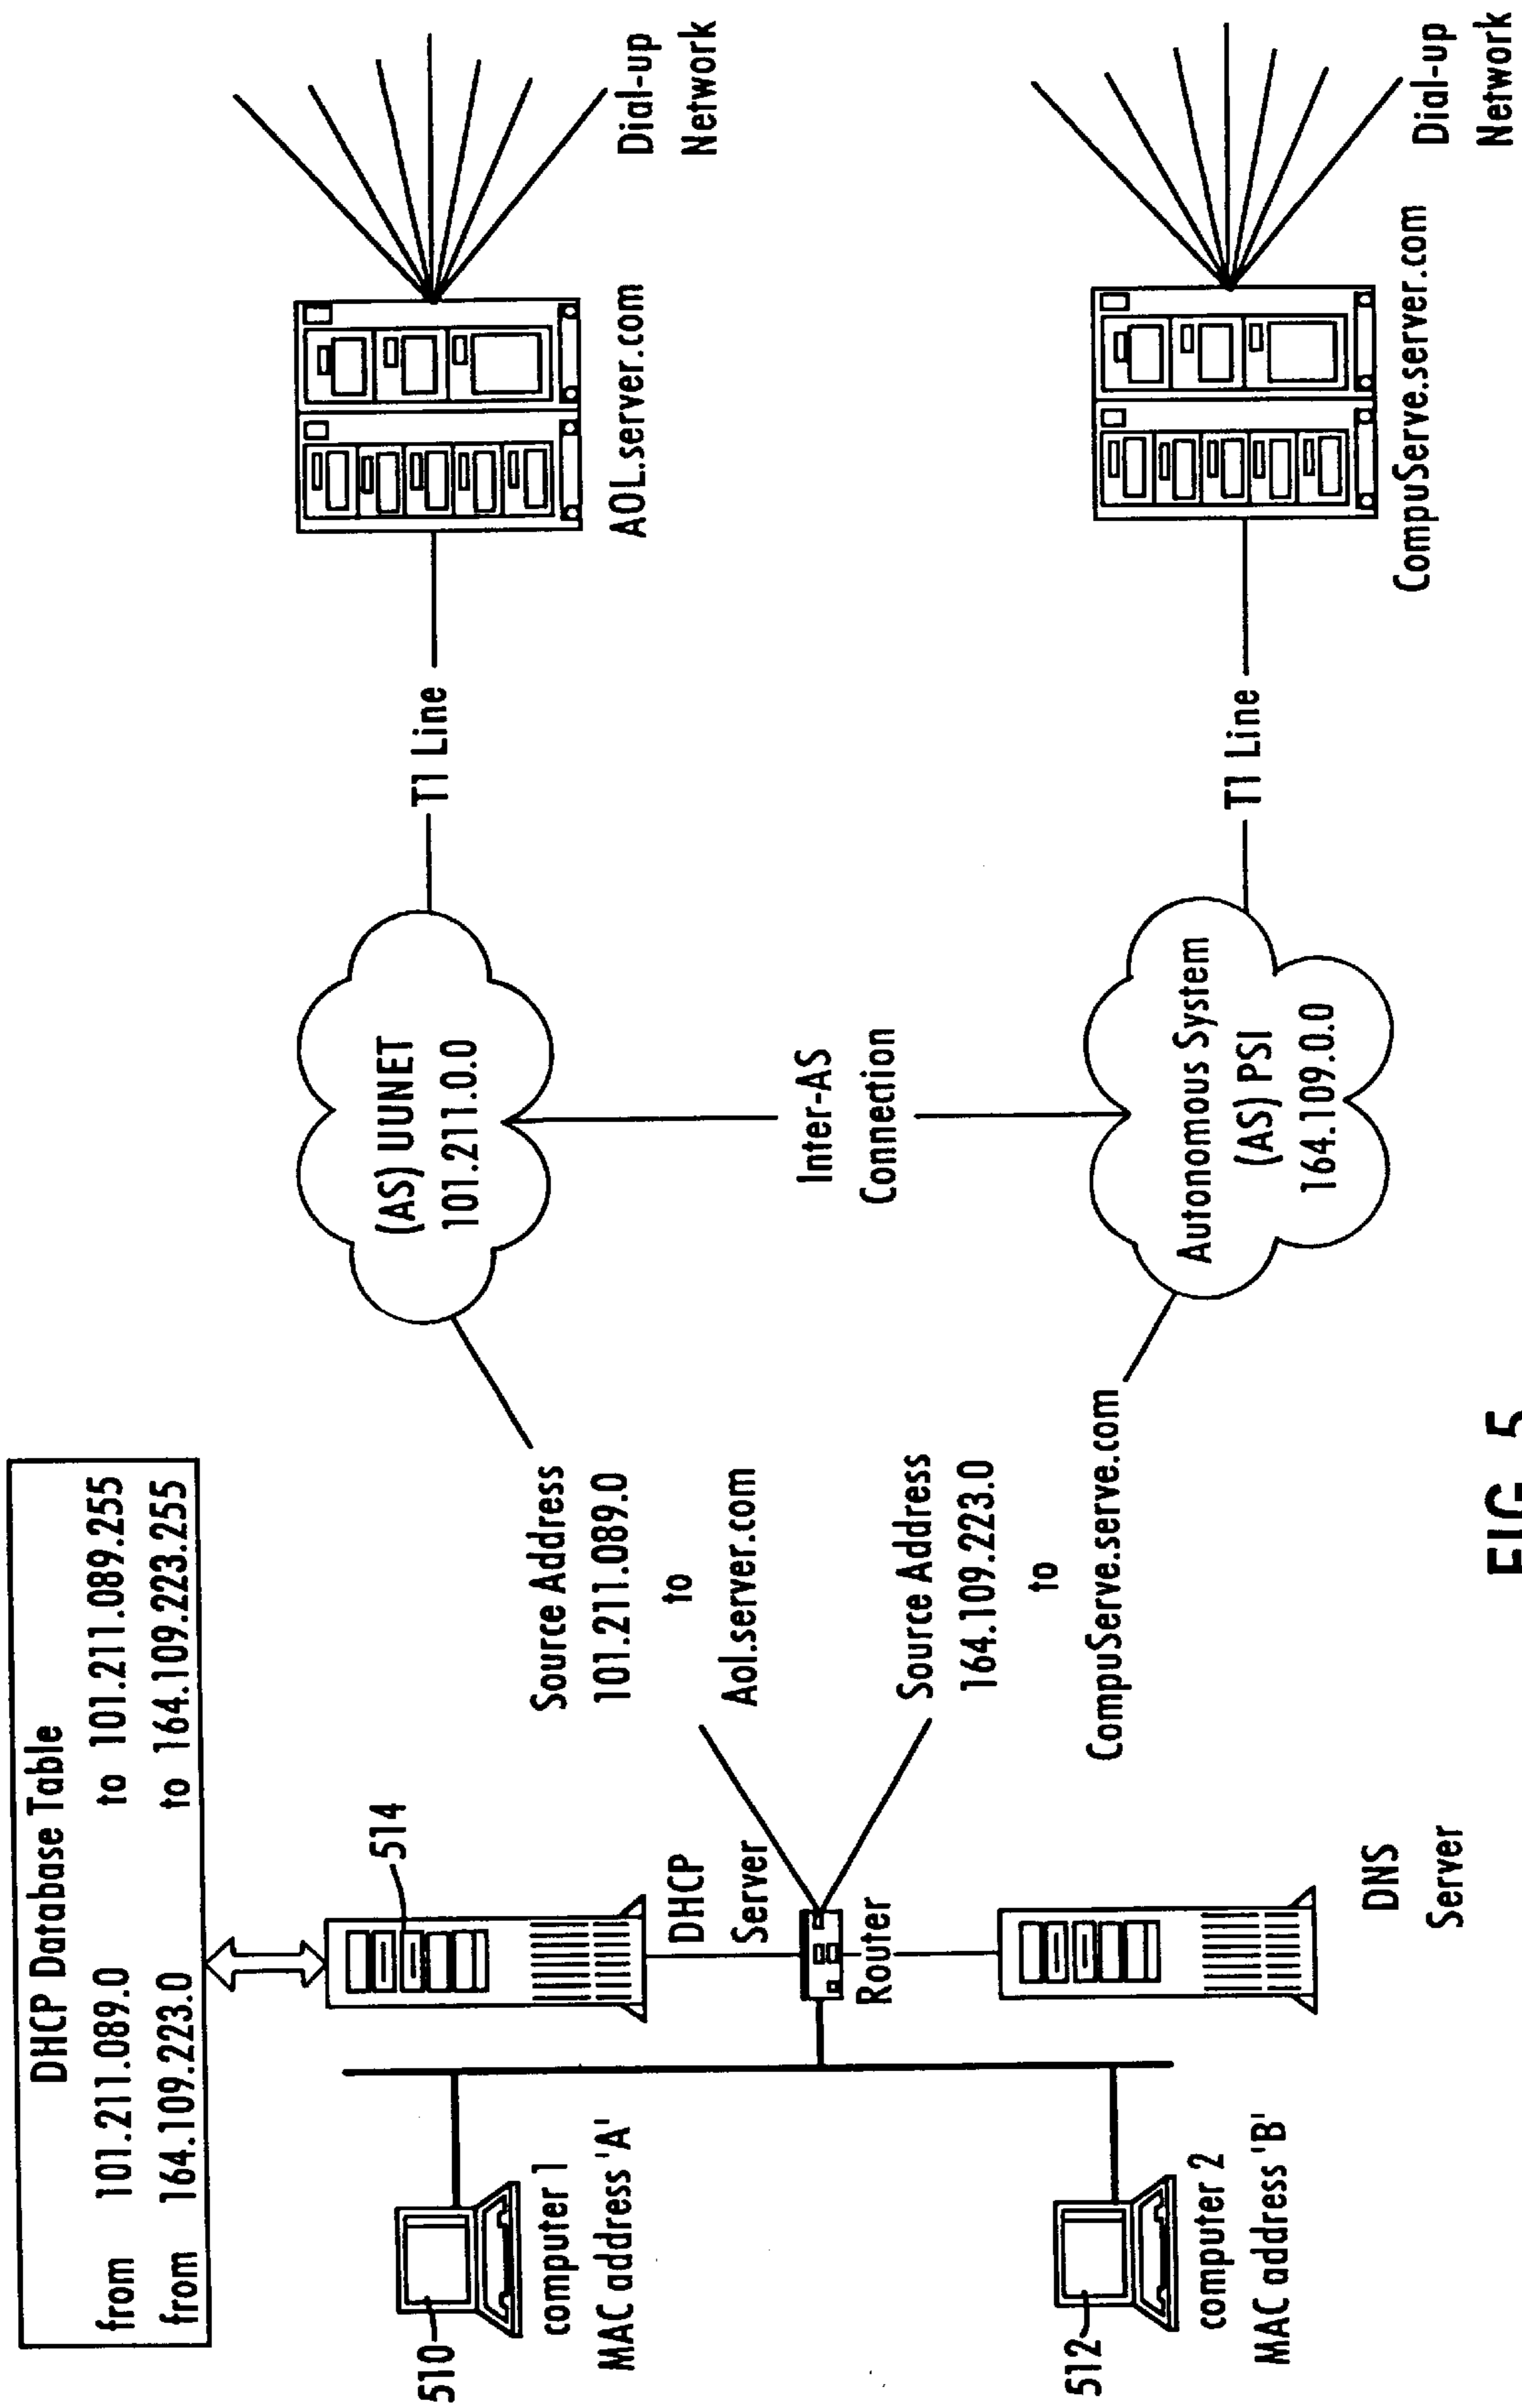 DHCP Database Table
from 101.211.089.0 to 101.211.089.255
from 164.109.223.0 to 164.109.223.255
514
510
computer 1
MAC address 'A'
DHCP
Server
Router
512
computer 2
MAC address 'B'
DNS
Server
Source Address
101.211.089.0
to
Aol.server.com
Source Address
164.109.223.0
to
CompuServe.serve.com
(AS) UUNET
101.211.0.0
Inter-AS
Connection
Autonomous System
(AS) PSI
164.109.0.0
T1 Line
AOL.server.com
Dial-up
Network
T1 Line
CompuServe.server.com
Dial-up
Network
FIG. 5